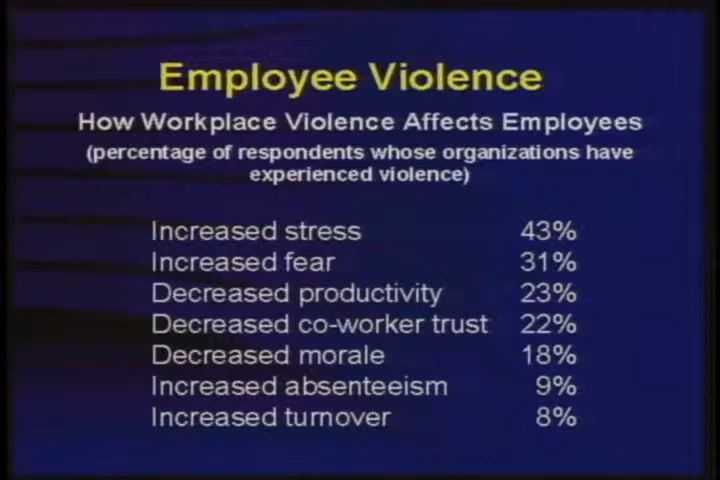 Employee Violence
How Workplace Violence Affects Employees
(percentage of respondents whose organizations have
experienced violence)
Increased stress 43%
Increased fear 31%
Decreased productivity 23%
Decreased co-worker trust 22%
Decreased morale 18%
Increased absenteeism 9%
Increased turnover 8%